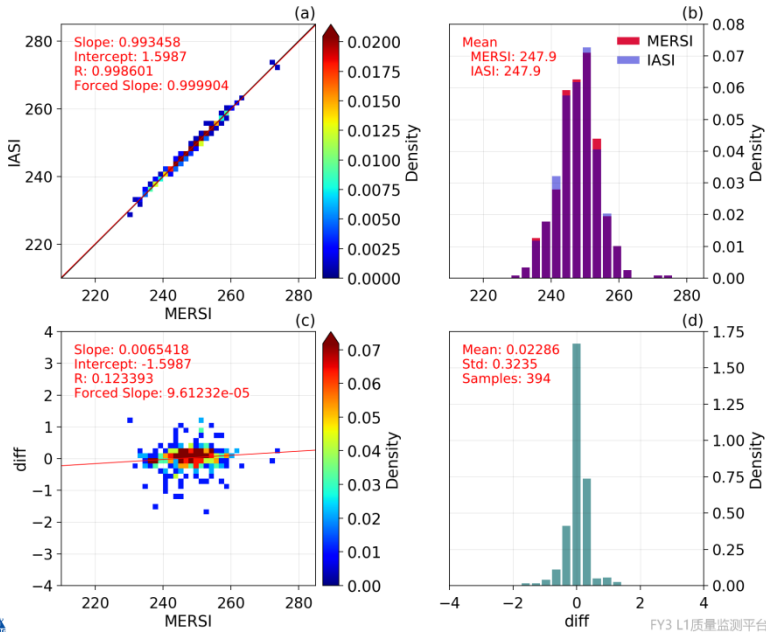 (a)
Slope: 0.993458
Intercept: 1.5987
R: 0.998601
Forced Slope: 0.999904
280
260
240
220
IASI
220 240 260 280
MERSI
0.0200
0.0175
0.0150
0.0125
0.0100
0.0075
0.0050
0.0025
0.0000
Density
(b)
Mean
MERSI: 247.9
IASI: 247.9
MERSI
IASI
0.08
0.07
0.06
0.05
0.04
0.03
0.02
0.01
0.00
Density
220 240 260 280
(c)
Slope: 0.0065418
Intercept: -1.5987
R: 0.123393
Forced Slope: 9.61232e-05
4
3
2
1
0
−1
−2
−3
−4
diff
220 240 260 280
MERSI
0.07
0.06
0.05
0.04
0.03
0.02
0.01
0.00
Density
(d)
Mean: 0.02286
Std: 0.3235
Samples: 394
1.75
1.50
1.25
1.00
0.75
0.50
0.25
0.00
Density
−4 −2 0 2 4
diff
FY3 L1质量监测平台